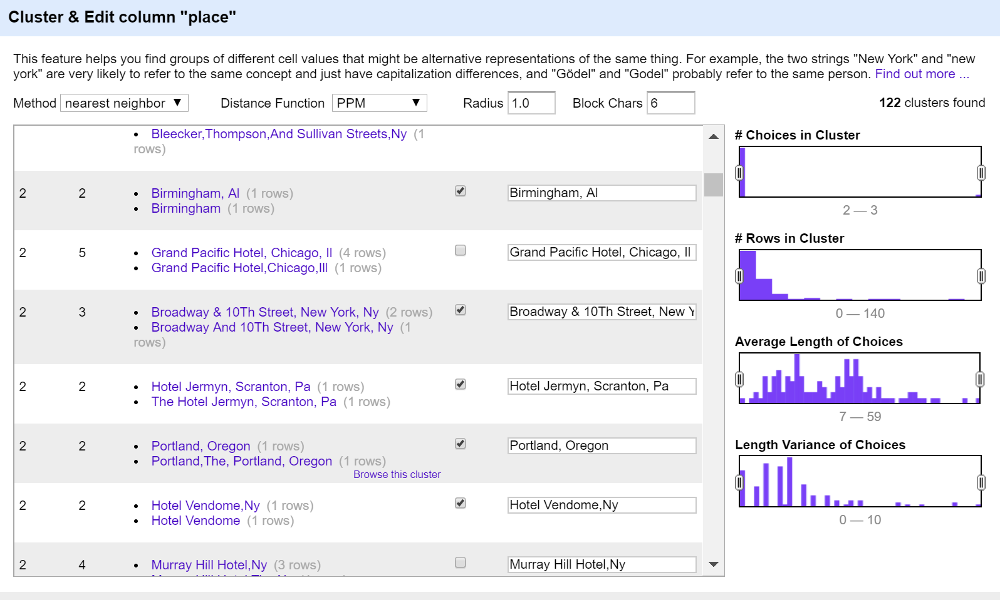 Cluster & Edit column "place"
This feature helps you find groups of different cell values that might be alternative representations of the same thing. For example, the two strings "New York" and "new
york" are very likely to refer to the same concept and just have capitalization differences, and "Gödel" and "Godel" probably refer to the same person. Find out more ...
Method nearest neighbor Distance Function PPM Radius 1.0 Block Chars 6 122 clusters found
Bleecker,Thompson,And Sullivan Streets,Ny (1
rows)
2 2 Birmingham, Al (1 rows) Birmingham, Al
Birmingham (1 rows)
2 5 Grand Pacific Hotel, Chicago, Il (4 rows) Grand Pacific Hotel, Chicago, Il
Grand Pacific Hotel,Chicago,Ill (1 rows)
2 3 Broadway & 10Th Street, New York, Ny (2 rows) Broadway & 10Th Street, New Y
Broadway And 10Th Street, New York, Ny (1
rows)
2 2 Hotel Jermyn, Scranton, Pa (1 rows) Hotel Jermyn, Scranton, Pa
The Hotel Jermyn, Scranton, Pa (1 rows)
2 2 Portland, Oregon (1 rows) Portland, Oregon
Portland,The, Portland, Oregon (1 rows)
Browse this cluster
2 2 Hotel Vendome,Ny (1 rows) Hotel Vendome,Ny
Hotel Vendome (1 rows)
2 4 Murray Hill Hotel,Ny (3 rows) Murray Hill Hotel,Ny
# Choices in Cluster
2 — 3
# Rows in Cluster
0 — 140
Average Length of Choices
7 — 59
Length Variance of Choices
0 — 10